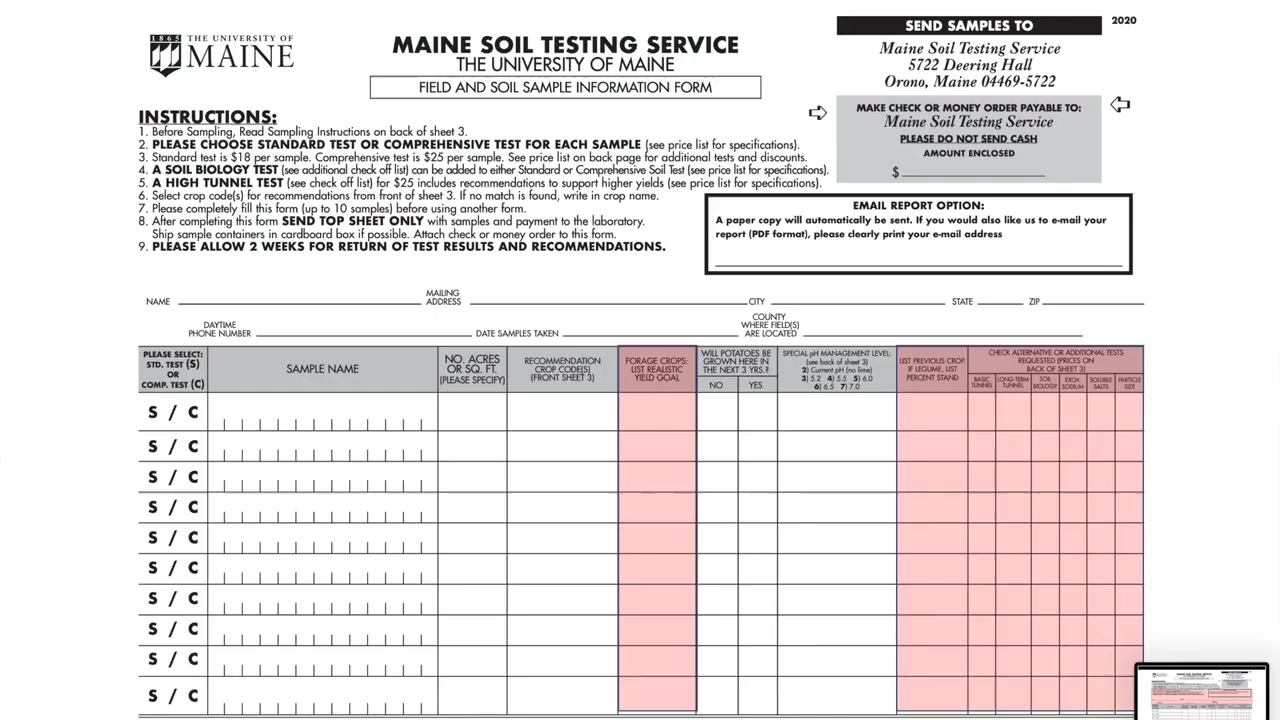 1865
THE UNIVERSITY OF
MAINE
MAINE SOIL TESTING SERVICE
THE UNIVERSITY OF MAINE
FIELD AND SOIL SAMPLE INFORMATION FORM
SEND SAMPLES TO
2020
Maine Soil Testing Service
5722 Deering Hall
Orono, Maine 04469-5722
MAKE CHECK OR MONEY ORDER PAYABLE TO:
Maine Soil Testing Service
PLEASE DO NOT SEND CASH
AMOUNT ENCLOSED
$
INSTRUCTIONS:
1. Before Sampling, Read Sampling Instructions on back of sheet 3.
2. PLEASE CHOOSE STANDARD TEST OR COMPREHENSIVE TEST FOR EACH SAMPLE (see price list for specifications).
3. Standard test is $18 per sample. Comprehensive test is $25 per sample. See price list on back page for additional tests and discounts.
4. A SOIL BIOLOGY TEST (see additional check off list) can be added to either Standard or Comprehensive Soil Test (see price list for specifications).
5. A HIGH TUNNEL TEST (see check off list) for $25 includes recommendations to support higher yields (see price list for specifications).
6. Select crop code(s) for recommendations from front of sheet 3. If no match is found, write in crop name.
7. Please completely fill this form (up to 10 samples) before using another form.
8. After completing this form SEND TOP SHEET ONLY with samples and payment to the laboratory.
Ship sample containers in cardboard box if possible. Attach check or money order to this form.
9. PLEASE ALLOW 2 WEEKS FOR RETURN OF TEST RESULTS AND RECOMMENDATIONS.
EMAIL REPORT OPTION:
A paper copy will automatically be sent. If you would also like us to e-mail your
report (PDF format), please clearly print your e-mail address
NAME
MAILING
ADDRESS
CITY
STATE
ZIP
DAYTIME
PHONE NUMBER
DATE SAMPLES TAKEN
COUNTY
WHERE FIELD(S)
ARE LOCATED
PLEASE SELECT:
STD. TEST (S)
OR
COMP. TEST (C)
SAMPLE NAME
NO. ACRES
OR SQ. FT.
(PLEASE SPECIFY)
RECOMMENDATION
CROP CODE(S)
(FRONT SHEET 3)
FORAGE CROPS:
LIST REALISTIC
YIELD GOAL
WILL POTATOES BE
GROWN HERE IN
THE NEXT 3 YRS.?
NO
YES
SPECIAL pH MANAGEMENT LEVEL:
(see back of sheet 3)
2) Current pH (no lime)
3) 5.2 4) 5.5 5) 6.0
6) 6.5 7) 7.0
LIST PREVIOUS CROP.
IF LEGUME, LIST
PERCENT STAND
CHECK ALTERNATIVE OR ADDITIONAL TESTS
REQUESTED (PRICES ON
BACK OF SHEET 3)
BASIC
TUNNEL
LONG-TERM
TUNNEL
SOIL
BIOLOGY
EXCH.
SODIUM
SOLUBLE
SALTS
PARTICLE
SIZE
S / C
S / C
S / C
S / C
S / C
S / C
S / C
S / C
S / C
S / C